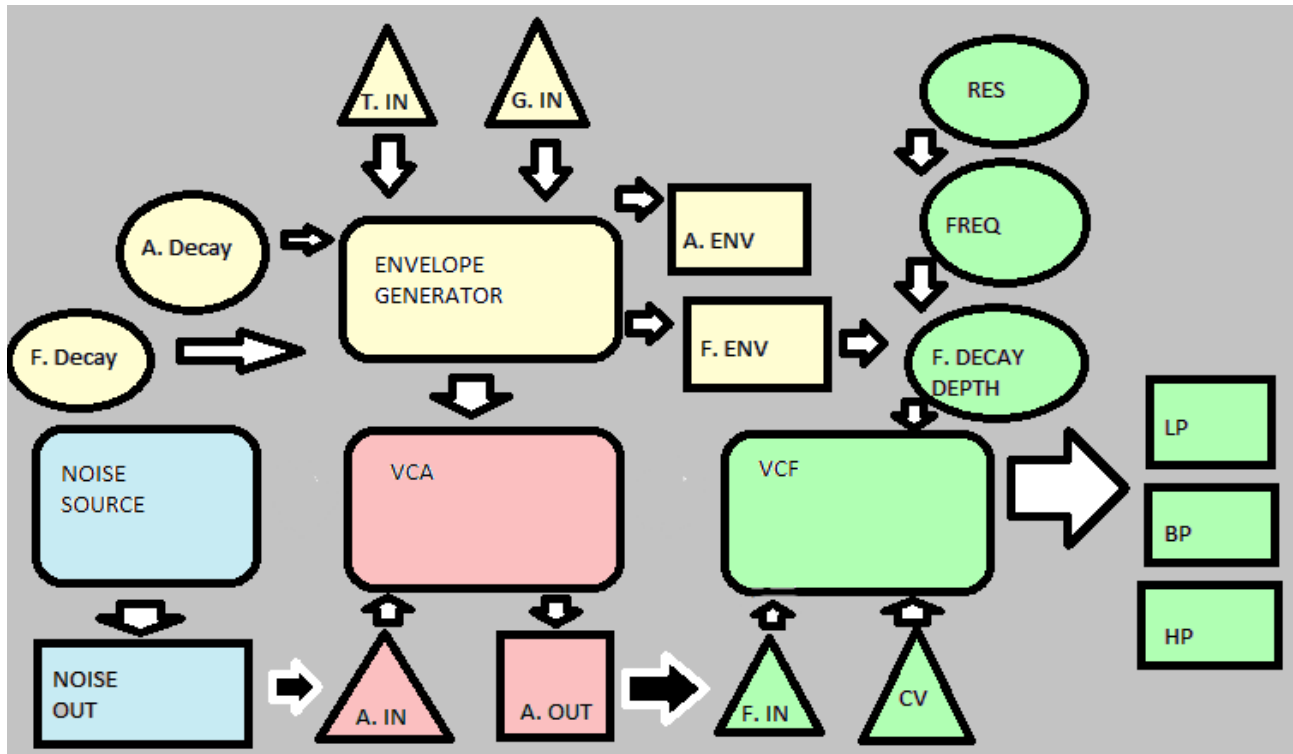 T. IN
G. IN
RES
A. Decay
ENVELOPE
GENERATOR
A. ENV
FREQ
F. Decay
F. ENV
F. DECAY
DEPTH
NOISE
SOURCE
VCA
VCF
LP
BP
HP
NOISE
OUT
A. IN
A. OUT
F. IN
CV